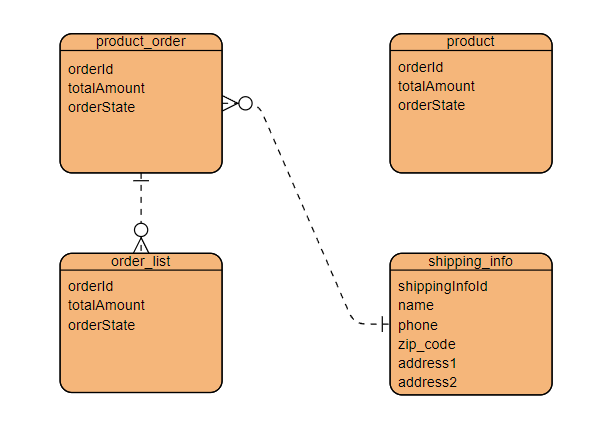 product_order
orderId
totalAmount
orderState
product
orderId
totalAmount
orderState
order_list
orderId
totalAmount
orderState
shipping_info
shippingInfoId
name
phone
zip_code
address1
address2